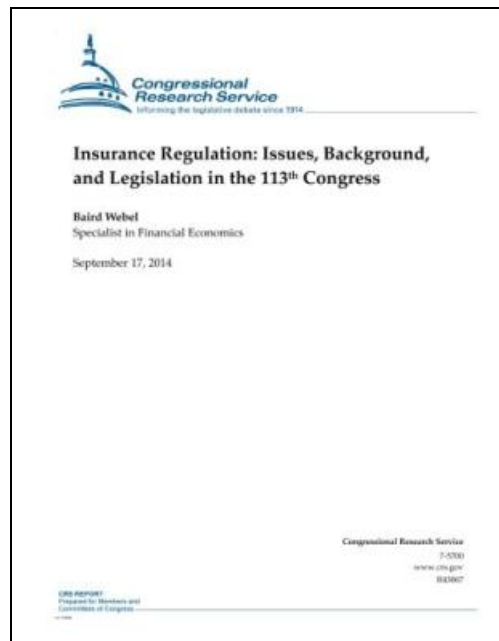 Congressional
Research Service
Informing the legislative debate since 1914
Insurance Regulation: Issues, Background,
and Legislation in the 113th Congress
Baird Webel
Specialist in Financial Economics
September 17, 2014
Congressional Research Service
7-5700
www.crs.gov
CRS REPORT
Prepared for Members and
Committees of Congress